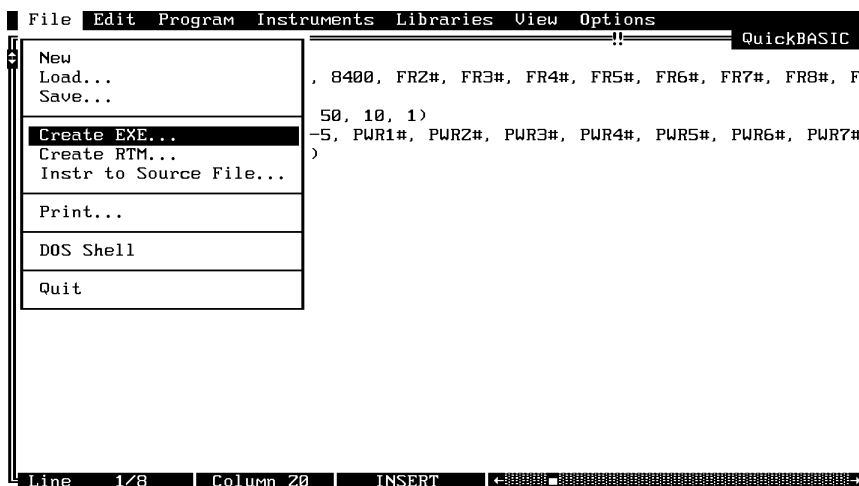 File Edit Program Instruments Libraries View Options
QuickBASIC
New
Load...
, 8400, FR2#, FR3#, FR4#, FR5#, FR6#, FR7#, FR8#, F
Save...
50, 10, 1)
Create EXE...
-5, PWR1#, PWR2#, PWR3#, PWR4#, PWR5#, PWR6#, PWR7#
Create RTM...
)
Instr to Source File...
Print...
DOS Shell
Quit
Line 1/8 Column 20 INSERT